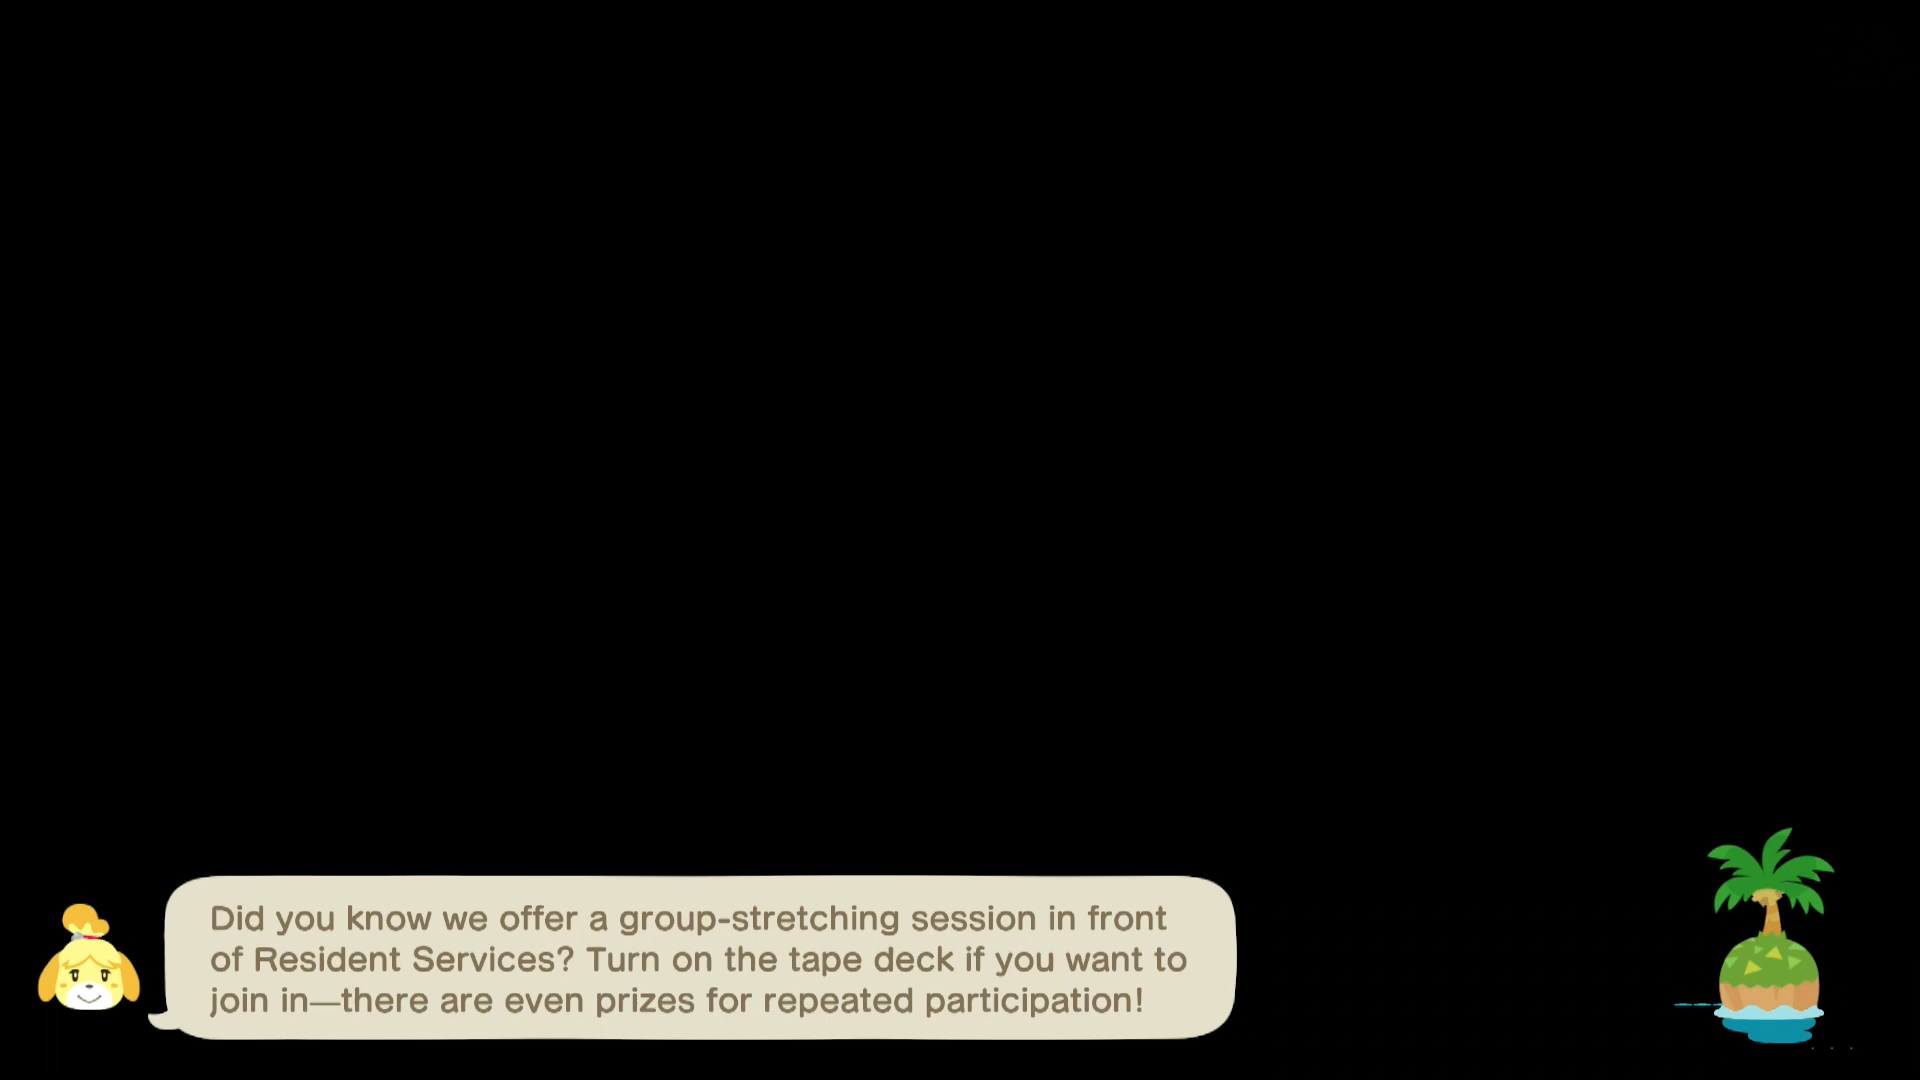 Did you know we offer a group-stretching session in front
of Resident Services? Turn on the tape deck if you want to
join in—there are even prizes for repeated participation!